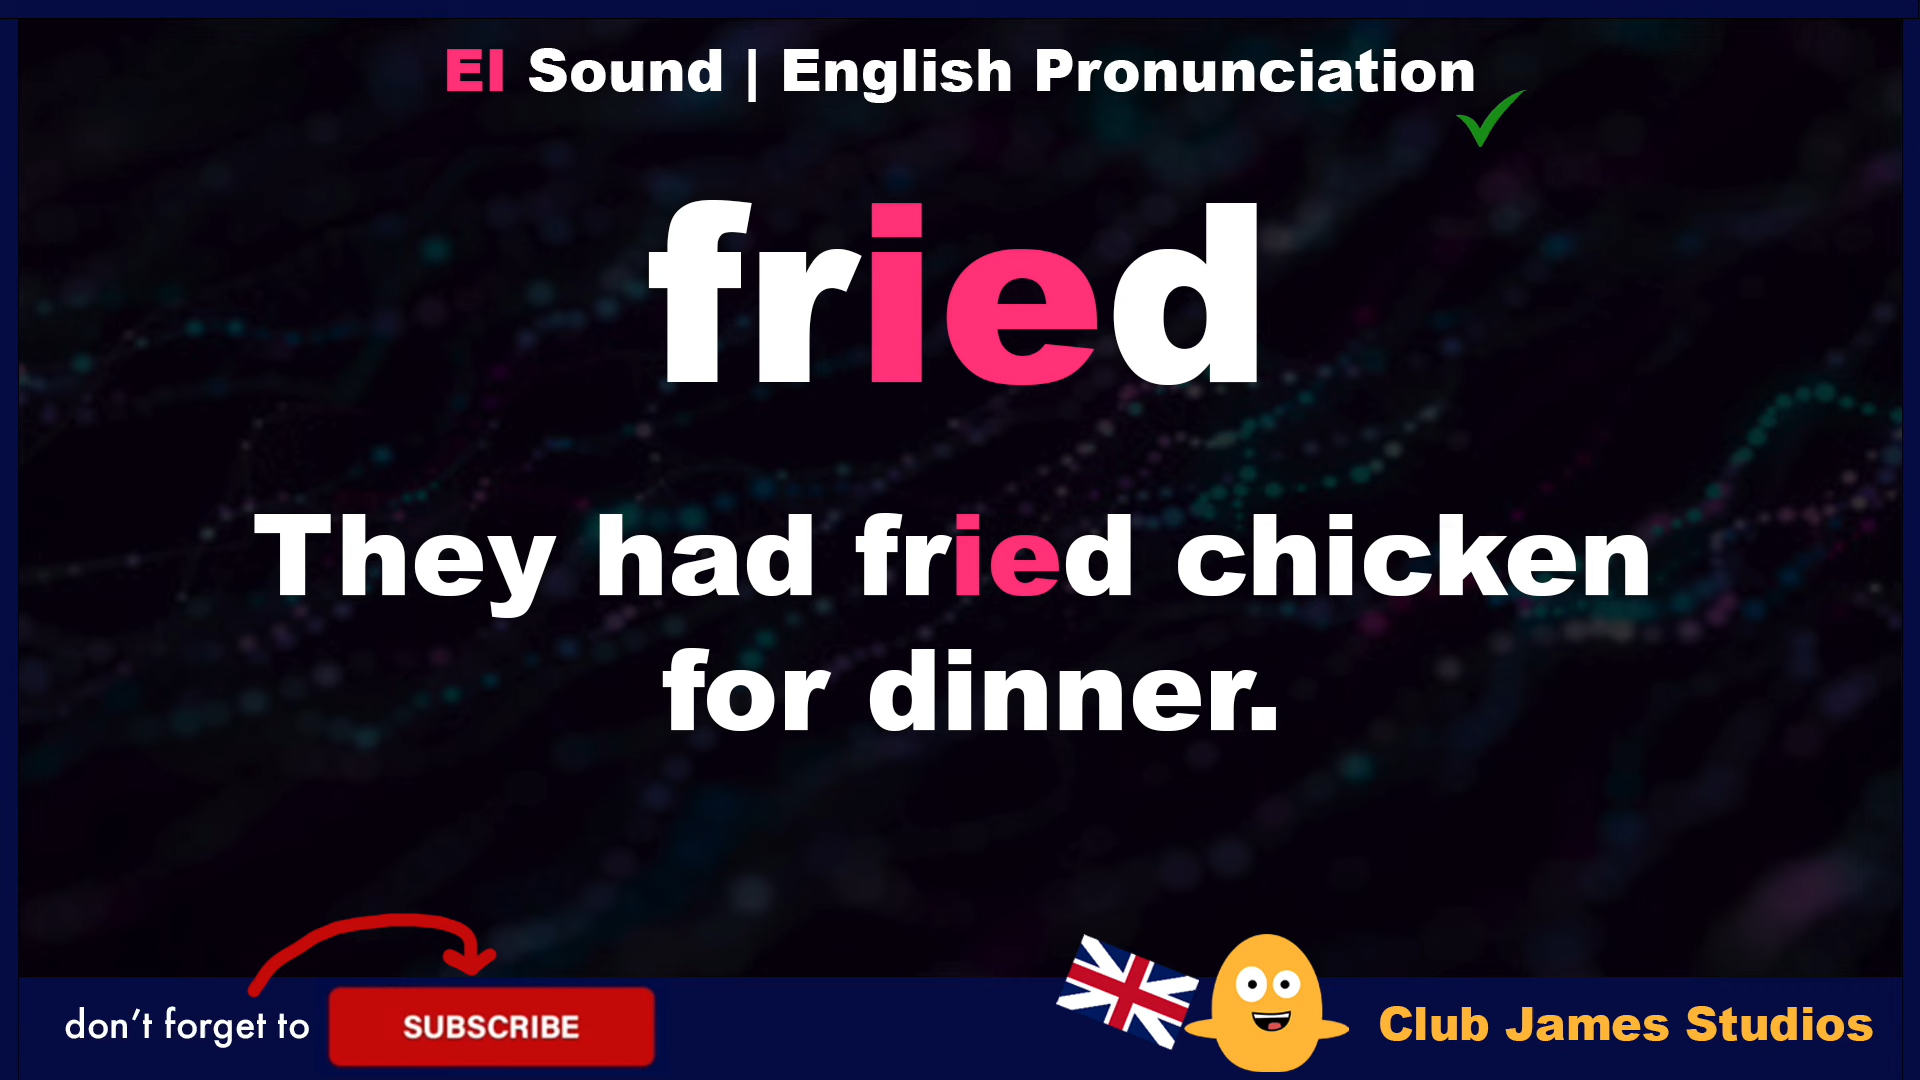 EI Sound | English Pronunciation
fried
They had fried chicken
for dinner.
don't forget to
SUBSCRIBE
Club James Studios